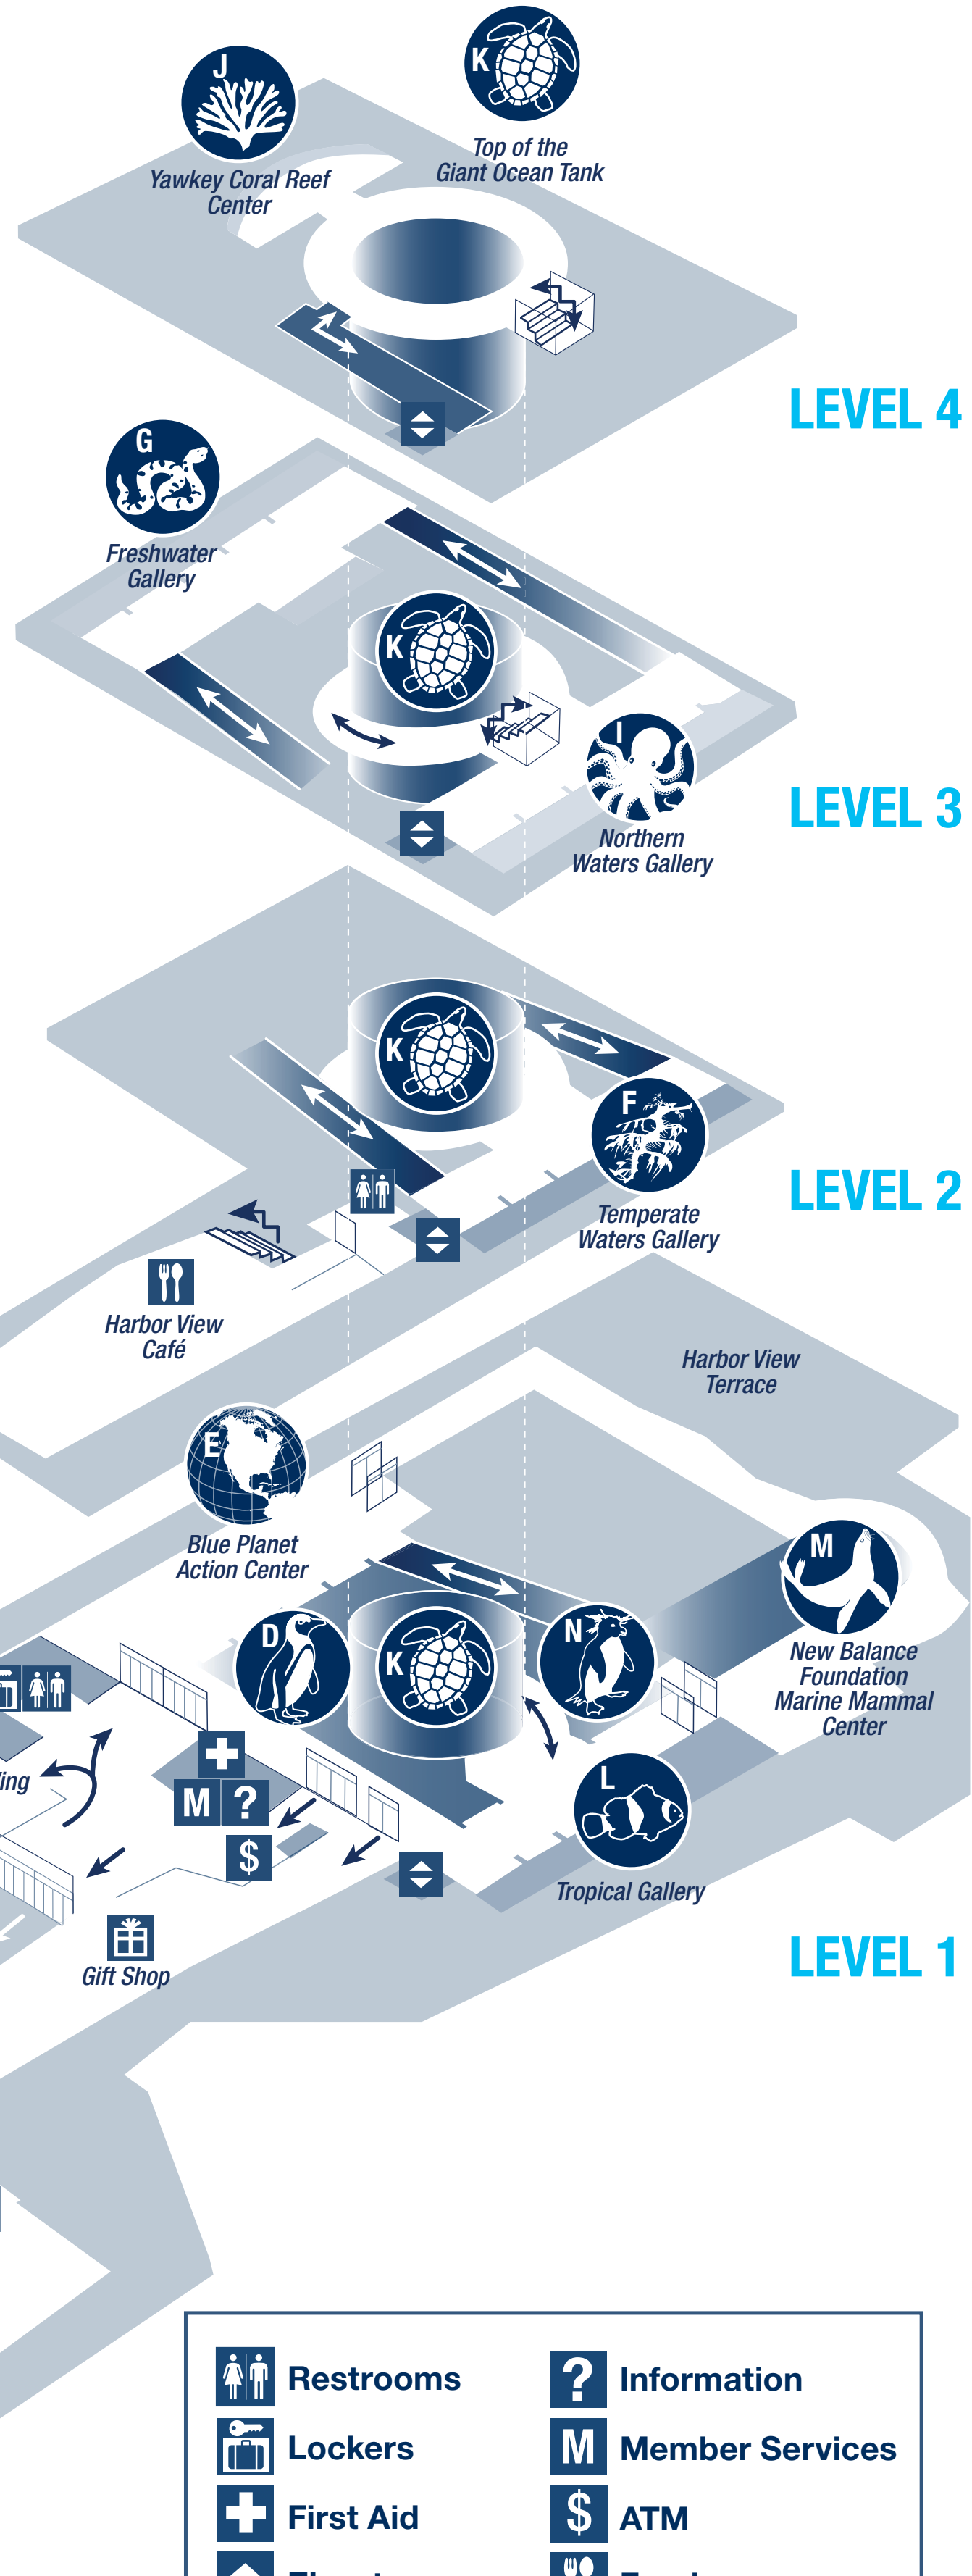 J
K
Top of the
Giant Ocean Tank
Yawkey Coral Reef
Center
LEVEL 4
G
Freshwater
Gallery
K
I
Northern
Waters Gallery
LEVEL 3
K
F
Temperate
Waters Gallery
LEVEL 2
Harbor View
Café
Harbor View
Terrace
E
Blue Planet
Action Center
M
New Balance
Foundation
Marine Mammal
Center
D
K
N
M ?
$
L
Tropical Gallery
Gift Shop
LEVEL 1
Restrooms
? Information
Lockers
M Member Services
First Aid
$ ATM